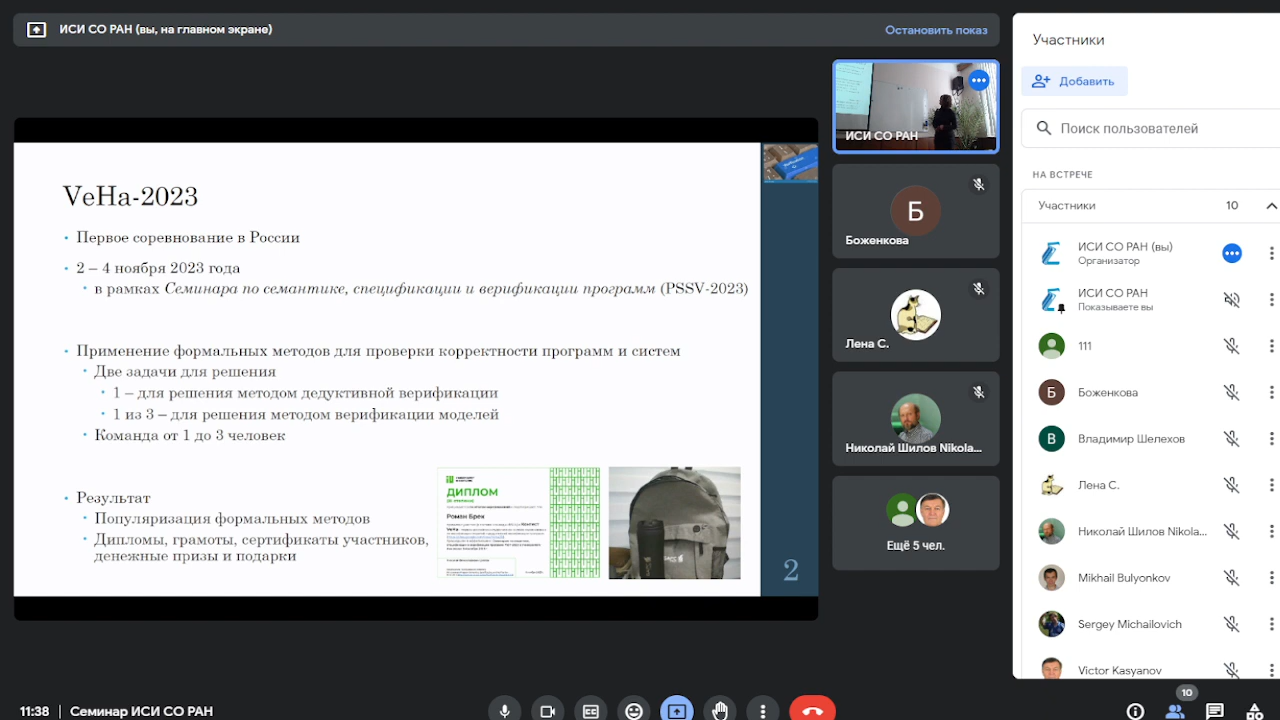 ИСИ СО РАН (вы, на главном экране)
Остановить показ
VeHa-2023
• Первое соревнование в России
• 2 – 4 ноября 2023 года
• в рамках Семинара по семантике, спецификации и верификации программ (PSSV-2023)
• Применение формальных методов для проверки корректности программ и систем
• Две задачи для решения
• 1 – для решения методом дедуктивной верификации
• 1 из 3 – для решения методом верификации моделей
• Команда от 1 до 3 человек
• Результат
• Популяризация формальных методов
• Дипломы, грамоты, сертификаты участников,
денежные призы и подарки
ДИПЛОМ
Роман Брек
2
ИСИ СО РАН
Б
Боженкова
Лена С.
Николай Шилов Nikola...
Ещё 5 чел.
Участники
Добавить
Поиск пользователей
НА ВСТРЕЧЕ
Участники 10
ИСИ СО РАН (вы)
Организатор
ИСИ СО РАН
Показываете вы
111
Б Боженкова
В Владимир Шелехов
Лена С.
Николай Шилов Nikola...
Mikhail Bulyonkov
Sergey Michailovich
Victor Kasyanov
11:38 | Семинар ИСИ СО РАН
10